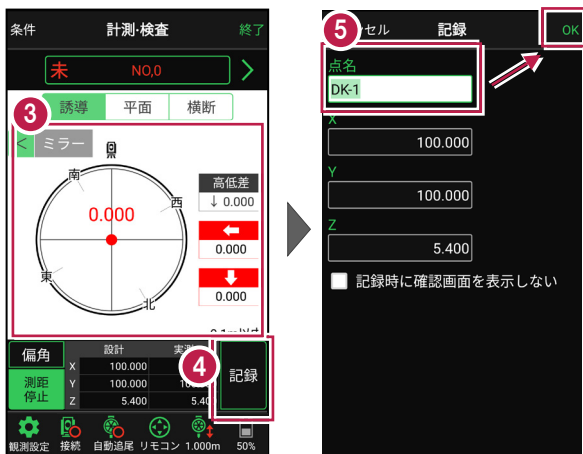 条件 計測･検査 終了
未 NO,0
誘導 平面 横断
3
< ミラー
南
西
東
北
0.000
高低差
↓ 0.000
0.000
0.000
偏角
測距
停止
設計
X 100.000
Y 100.000
Z 5.400 5.40
4
記録
観測設定 接続 自動追尾 リモコン 1.000m 50%
5
セル 記録 OK
点名
DK-1
X
100.000
Y
100.000
Z
5.400
記録時に確認画面を表示しない